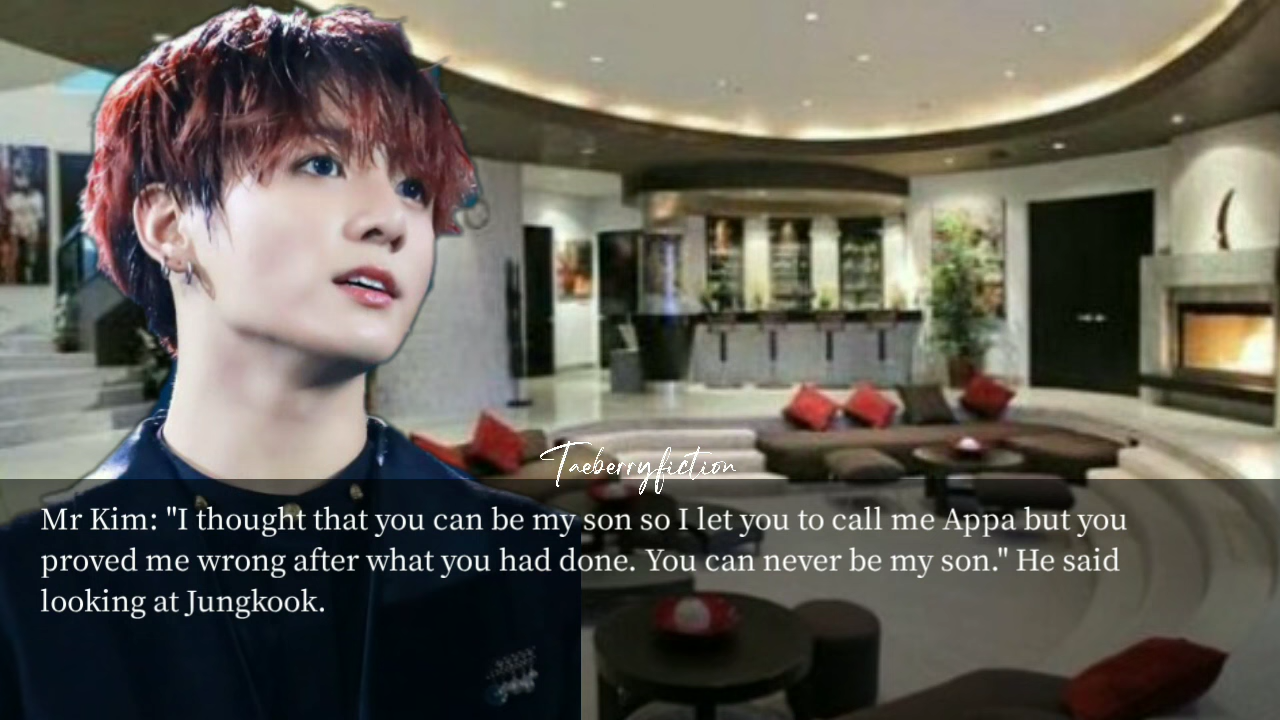 Taeberryfiction
Mr Kim: "I thought that you can be my son so I let you to call me Appa but you
proved me wrong after what you had done. You can never be my son." He said
looking at Jungkook.